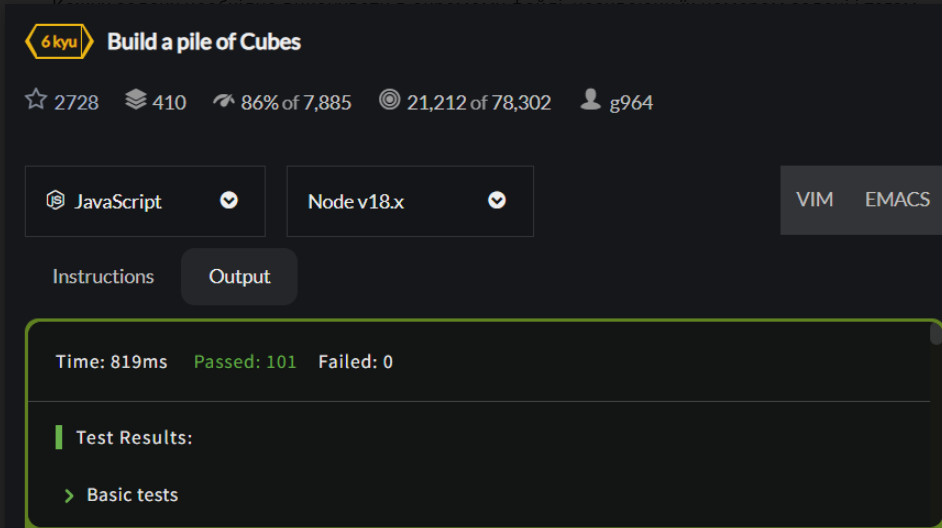 6 kyu Build a pile of Cubes
2728 410 86% of 7,885 21,212 of 78,302 g964
JavaScript Node v18.x VIM EMACS
Instructions Output
Time: 819ms Passed: 101 Failed: 0
Test Results:
Basic tests